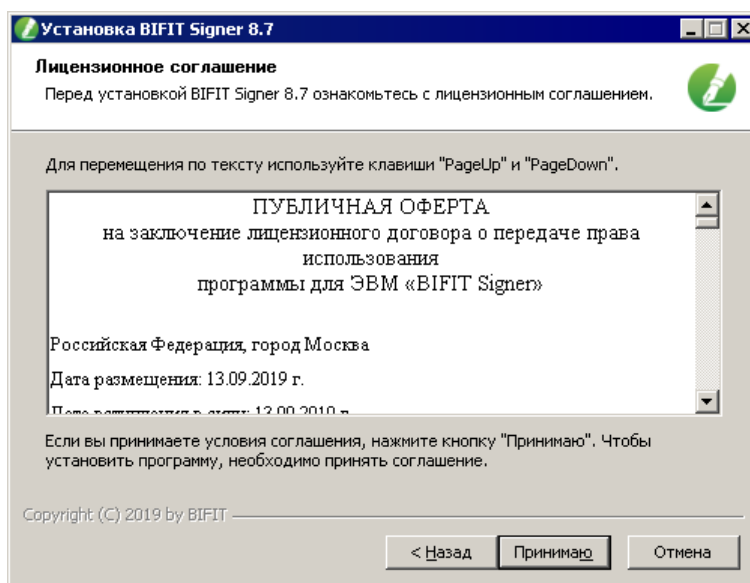 Установка BIFIT Signer 8.7
Лицензионное соглашение
Перед установкой BIFIT Signer 8.7 ознакомьтесь с лицензионным соглашением.
Для перемещения по тексту используйте клавиши "PageUp" и "PageDown".
ПУБЛИЧНАЯ ОФЕРТА
на заключение лицензионного договора о передаче права
использования
программы для ЭВМ «BIFIT Signer»
Российская Федерация, город Москва
Дата размещения: 13.09.2019 г.
Если вы принимаете условия соглашения, нажмите кнопку "Принимаю". Чтобы
установить программу, необходимо принять соглашение.
Copyright (C) 2019 by BIFIT
< Назад Принимаю Отмена